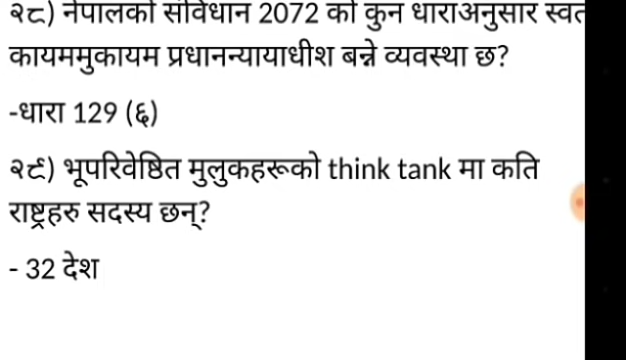 २८) नेपालको संविधान 2072 को कुन धाराअनुसार
कायममुकायम प्रधानन्यायाधीश बन्ने व्यवस्था छ?
-धारा 129 (६)
२९) भूपरिवेष्ठित मुलुकहरूको think tank मा कति
राष्ट्रहरु सदस्य छन्?
- 32 देश